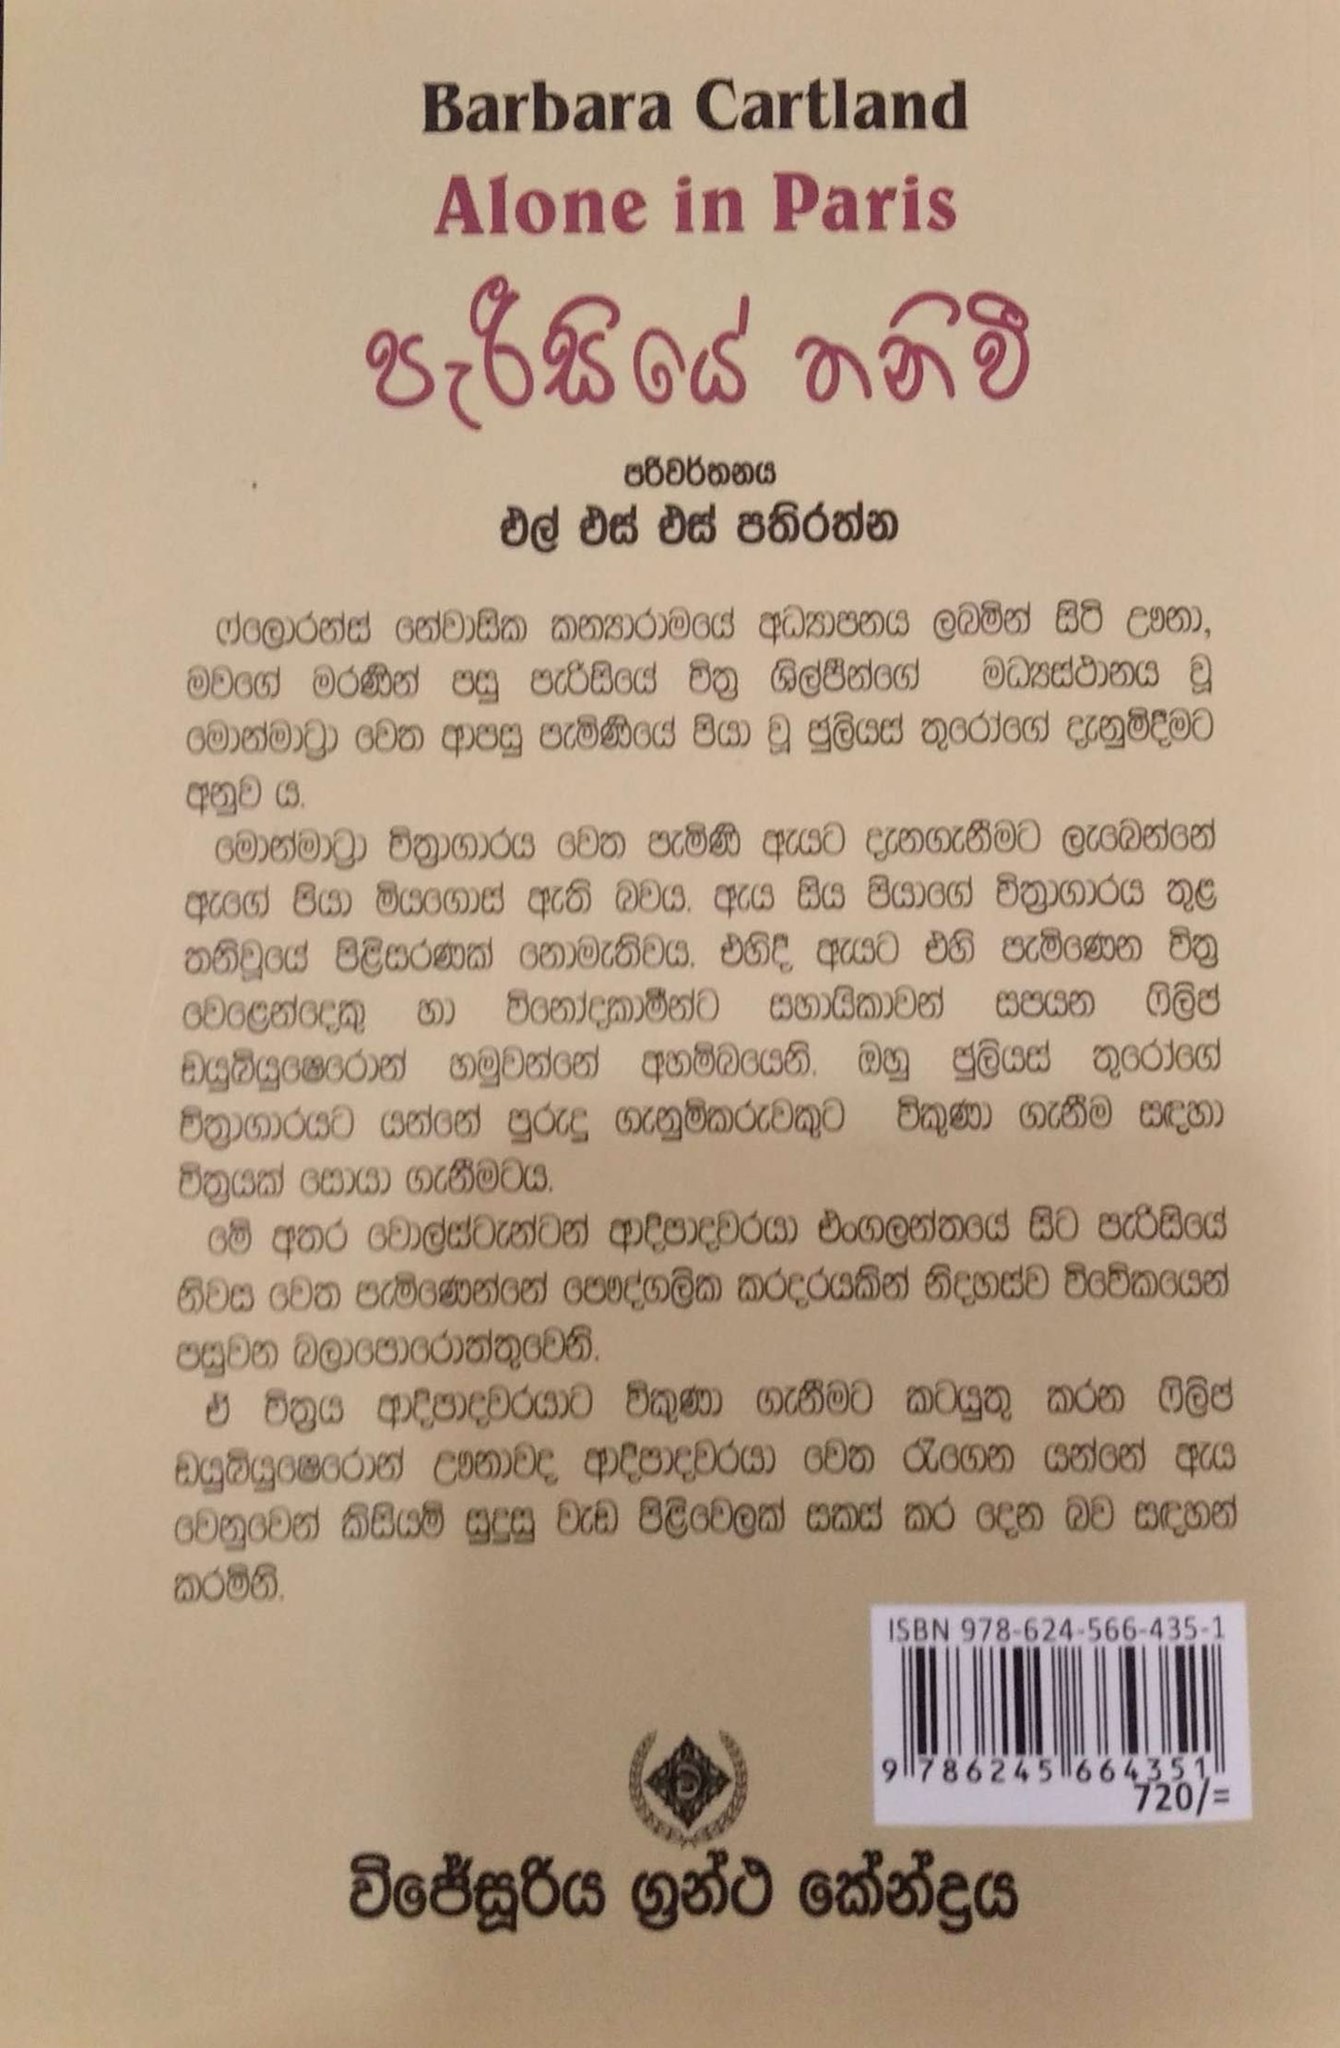 Barbara Cartland
Alone in Paris
පැරීසියේ තනිවී
පරිවර්තනය
එල් එස් එස් පතිරත්න
ෆ්ලොරන්ස් නේවාසික කන්‍යාරාමයේ අධ්‍යාපනය ලබමින් සිටි ඌනා,
මවගේ මරණින් පසු පැරිසියේ චිත්‍ර ශිල්පීන්ගේ මධ්‍යස්ථානය වූ
මොන්මාට්‍රා වෙත ආපසු පැමිණියේ පියා වූ ජුලියස් තුරෝගේ දැනුම්දීමට
අනුව ය.
මොන්මාට්‍රා චිත්‍රාගාරය වෙත පැමිණි ඇයට දැනගැනීමට ලැබෙන්නේ
ඇගේ පියා මියගොස් ඇති බවය. ඇය සිය පියාගේ චිත්‍රාගාරය තුළ
තනිවූයේ පිළිසරණක් නොමැතිවය. එහිදී ඇයට එහි පැමිණෙන චිත්‍ර
වෙළෙන්දෙකු හා විනෝදකාමීන්ට සහායිකාවන් සපයන ෆිලිප්
ඩයුබියුෂෙරොන් හමුවන්නේ අහම්බයෙනි. ඔහු ජුලියස් තුරෝගේ
චිත්‍රාගාරයට යන්නේ පුරුදු ගැනුම්කරුවකුට විකුණා ගැනීම සඳහා
චිත්‍රයක් සොයා ගැනීමටය.
මේ අතර වොල්ස්ටැන්ටන් ආදිපාදවරයා එංගලන්තයේ සිට පැරිසියේ
නිවස වෙත පැමිණෙන්නේ පෞද්ගලික කරදරයකින් නිදහස්ව විවේකයෙන්
පසුවන බලාපොරොත්තුවෙනි.
ඒ චිත්‍රය ආදිපාදවරයාට විකුණා ගැනීමට කටයුතු කරන ෆිලිප්
ඩයුබියුෂෙරොන් ඌනාවද ආදිපාදවරයා වෙත රැගෙන යන්නේ ඇය
වෙනුවෙන් කිසියම් සුදුසු වැඩ පිළිවෙලක් සකස් කර දෙන බව සඳහන්
කරමිනි.
ISBN 978-624-566-435-1
9 786245 664351
720/=
විජේසූරිය ග්‍රන්ථ කේන්ද්‍රය